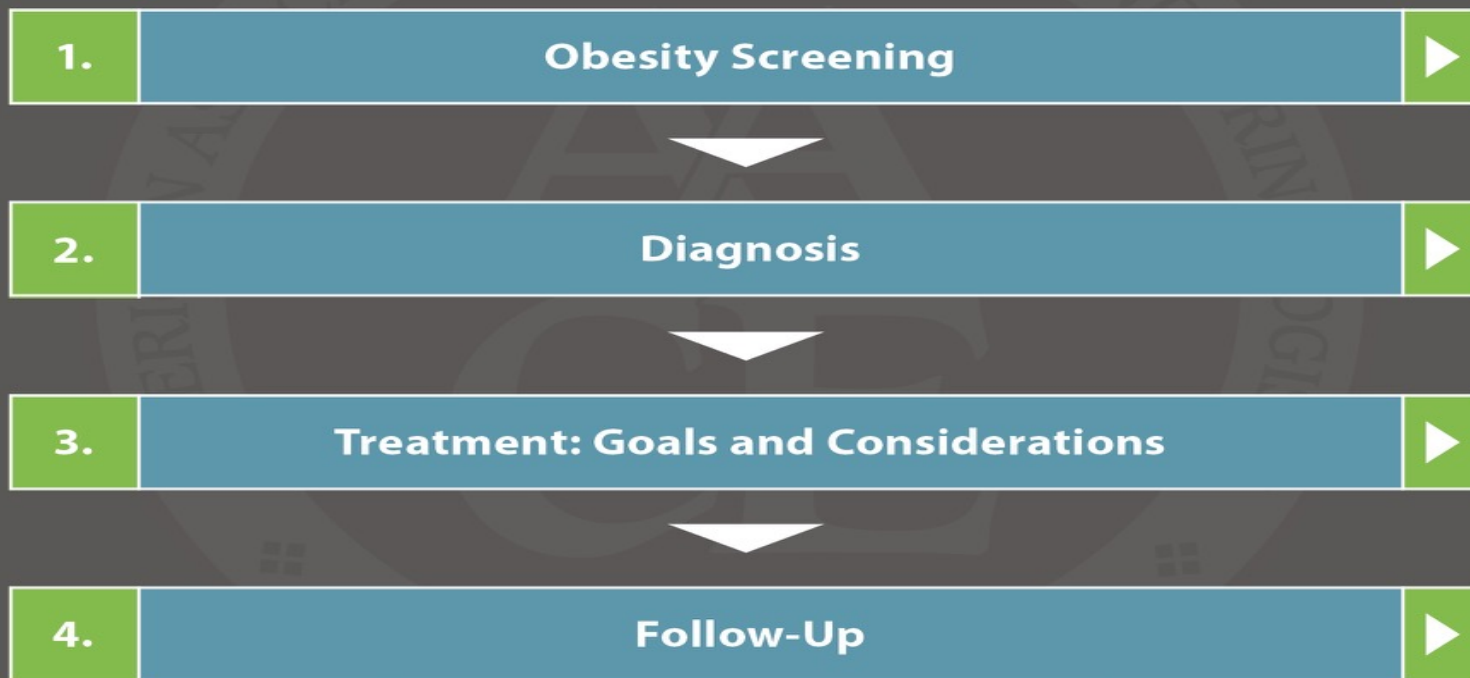 1. Obesity Screening
2. Diagnosis
3. Treatment: Goals and Considerations
4. Follow-Up